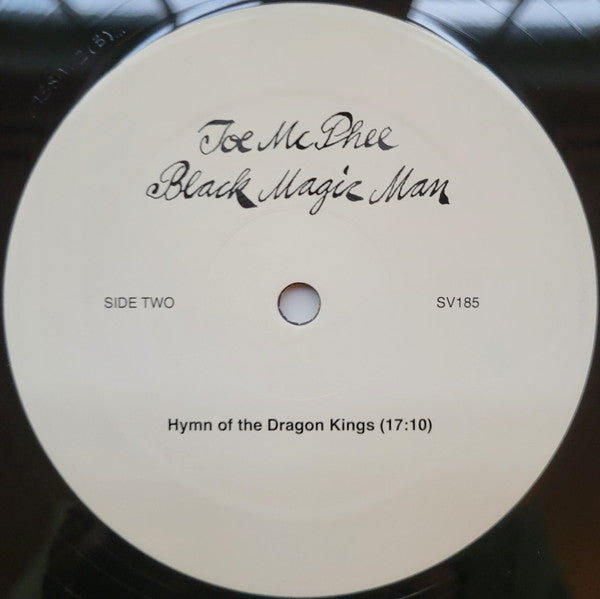 Joe McPhee
Black Magic Man
SIDE TWO
SV185
Hymn of the Dragon Kings (17:10)